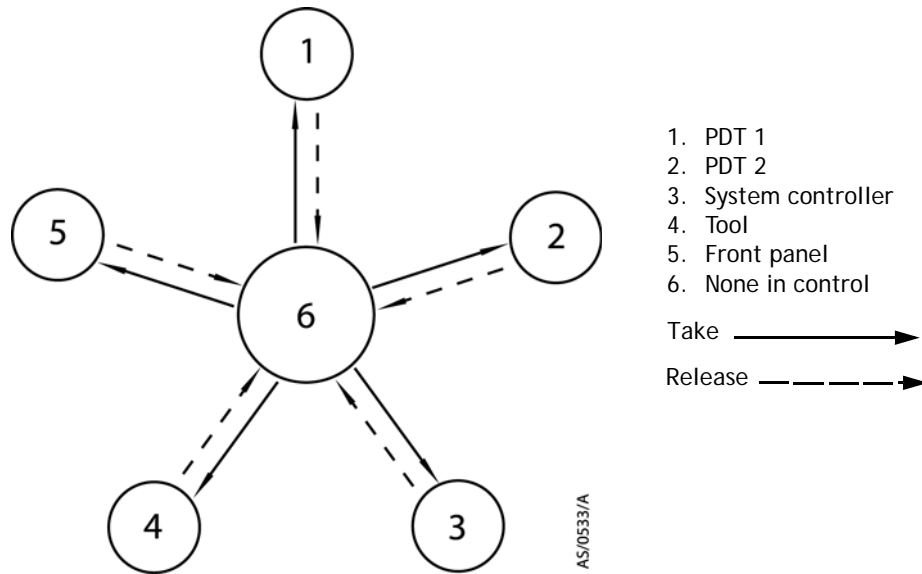 1
5
2
6
4
3
AS/0533/A
1. PDT 1
2. PDT 2
3. System controller
4. Tool
5. Front panel
6. None in control
Take
Release